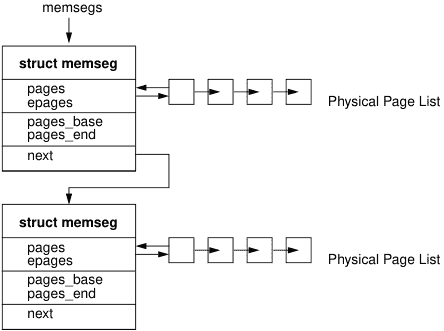 memsegs
struct memseg
pages
epages
Physical Page List
pages_base
pages_end
next
struct memseg
pages
epages
Physical Page List
pages_base
pages_end
next